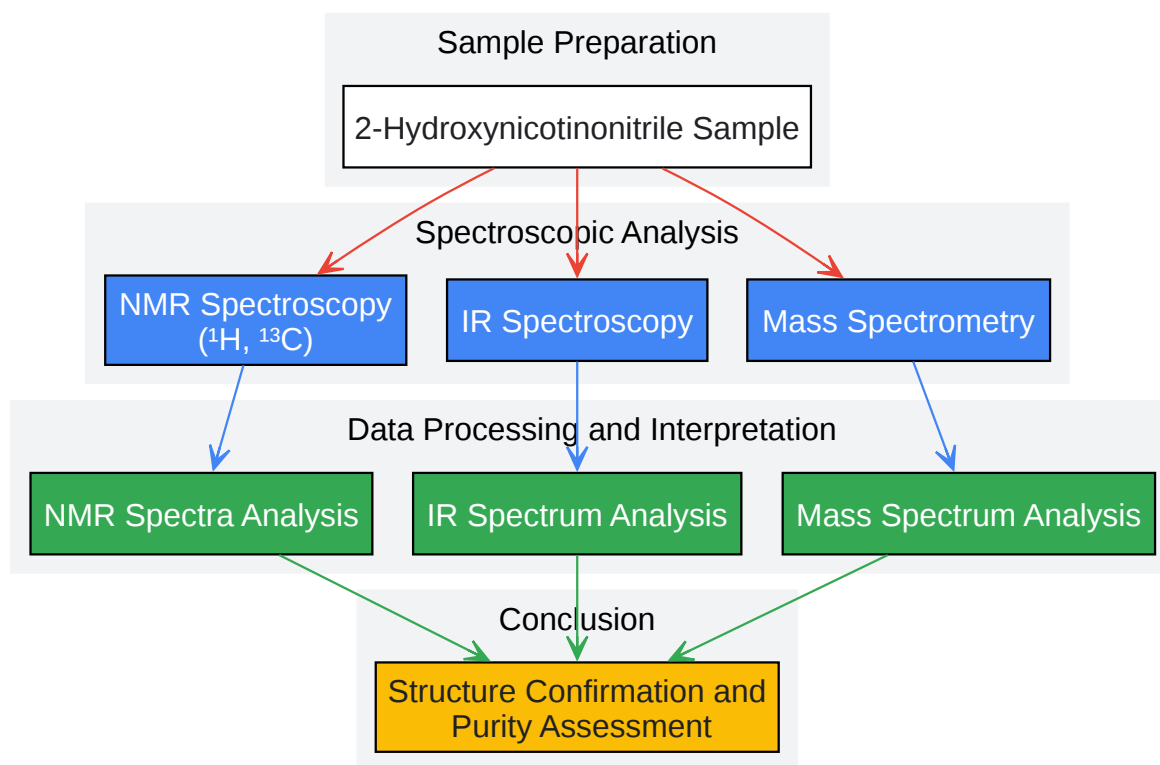 Sample Preparation
2-Hydroxynicotinonitrile Sample
Spectroscopic Analysis
NMR Spectroscopy
(¹H, ¹³C)
IR Spectroscopy
Mass Spectrometry
Data Processing and Interpretation
NMR Spectra Analysis
IR Spectrum Analysis
Mass Spectrum Analysis
Conclusion
Structure Confirmation and
Purity Assessment